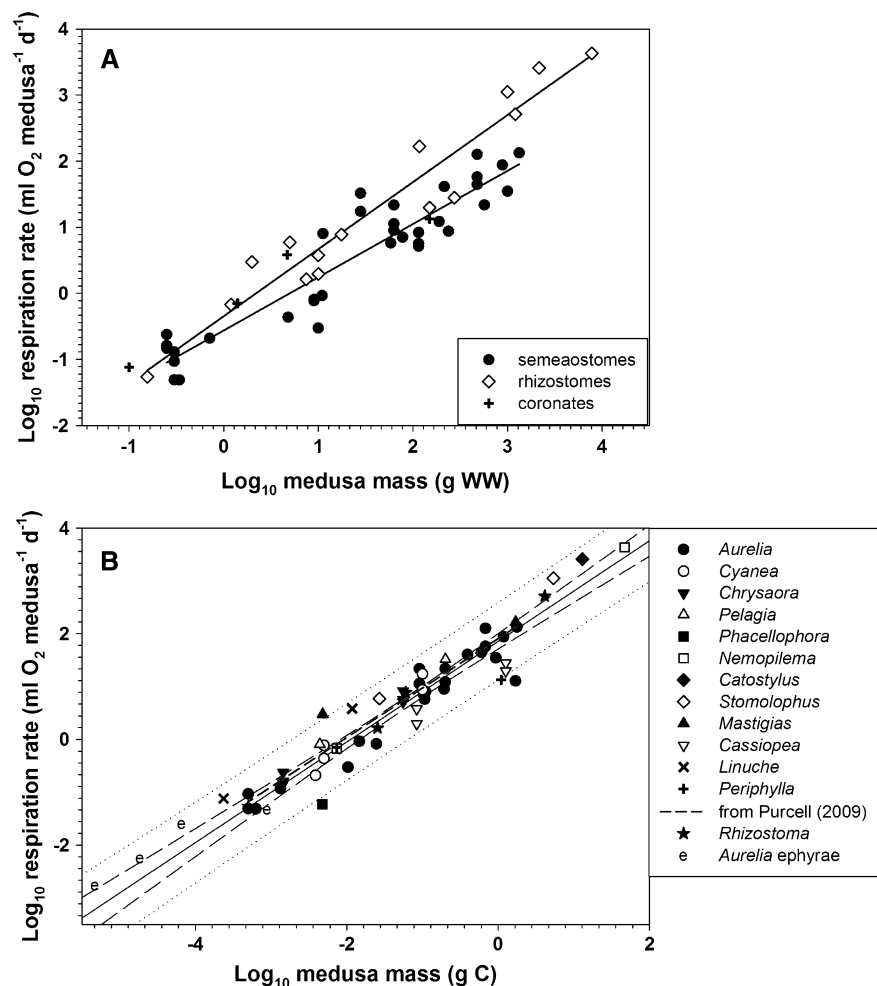 A
Log10 respiration rate (ml O2 medusa-1 d-1)
4
3
2
1
0
-1
-2
semeaostomes
rhizostomes
coronates
-1 0 1 2 3 4
Log10 medusa mass (g WW)
B
Log10 respiration rate (ml O2 medusa-1 d-1)
4
2
0
-2
e
e
e
-4 -2 0 2
Log10 medusa mass (g C)
Aurelia
Cyanea
Chrysaora
Pelagia
Phacellophora
Nemopilema
Catostylus
Stomolophus
Mastigias
Cassiopea
Linuche
Periphylla
from Purcell (2009)
Rhizostoma
e Aurelia ephyrae